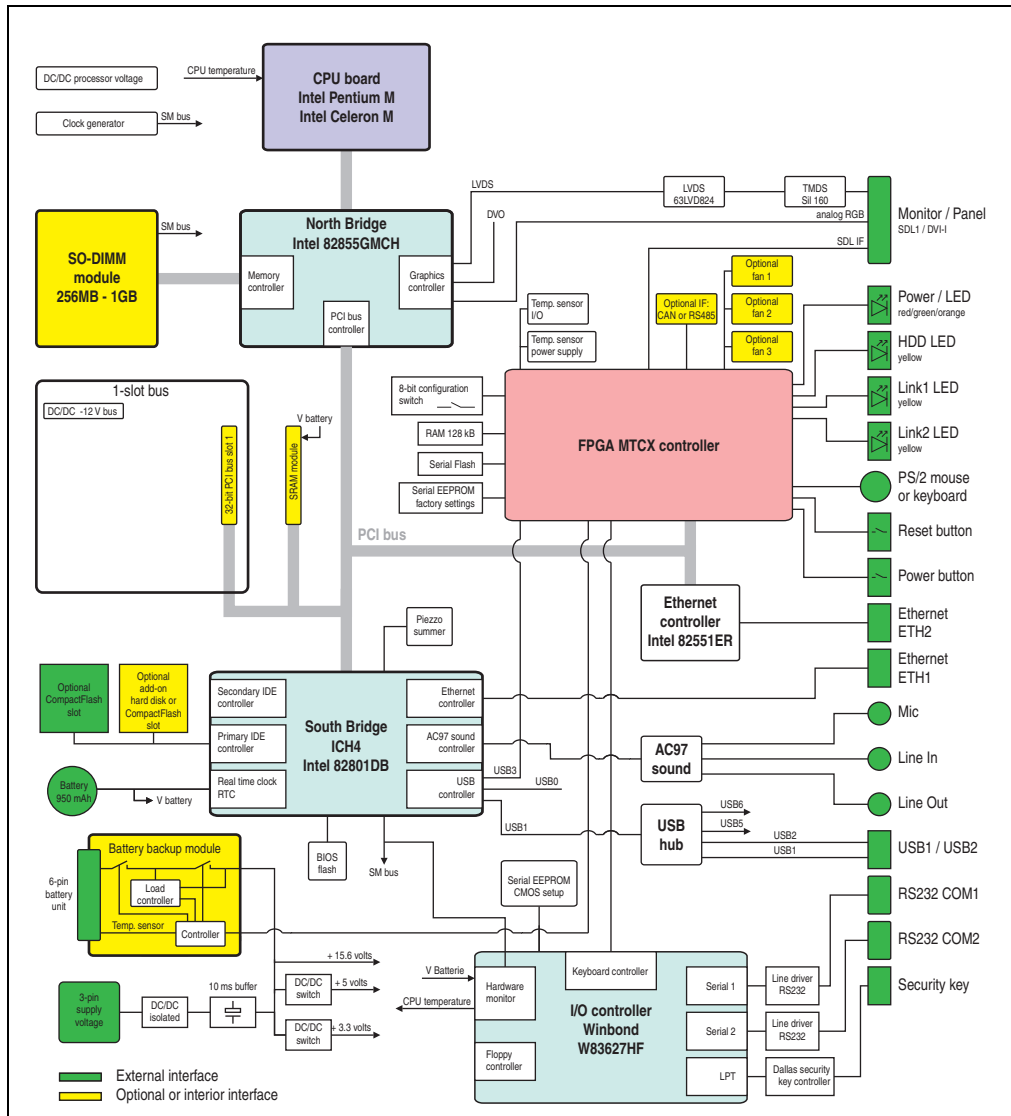 DC/DC processor voltage
CPU temperature
Clock generator
SM bus
CPU board
Intel Pentium M
Intel Celeron M
SO-DIMM
module
256MB - 1GB
SM bus
North Bridge
Intel 82855GMCH
Memory
controller
Graphics
controller
PCI bus
controller
LVDS
DVO
LVDS
63LVD824
TMDS
Sil 160
analog RGB
SDL IF
Monitor / Panel
SDL1 / DVI-I
Temp. sensor
I/O
Temp. sensor
power supply
Optional IF:
CAN or RS485
Optional
fan 1
Optional
fan 2
Optional
fan 3
Power / LED
red/green/orange
HDD LED
yellow
Link1 LED
yellow
Link2 LED
yellow
PS/2 mouse
or keyboard
Reset button
Power button
Ethernet
ETH2
Ethernet
ETH1
1-slot bus
DC/DC -12 V bus
32-bit PCI bus slot 1
SRAM module
V battery
8-bit configuration
switch
RAM 128 kB
Serial Flash
Serial EEPROM
factory settings
FPGA MTCX controller
PCI bus
Ethernet
controller
Intel 82551ER
Piezzo
summer
Optional
CompactFlash
slot
Optional
add-on
hard disk or
CompactFlash
slot
Secondary IDE
controller
Primary IDE
controller
Real time clock
RTC
South Bridge
ICH4
Intel 82801DB
Ethernet
controller
AC97 sound
controller
USB
controller
USB3
USB0
USB1
AC97
sound
Mic
Line In
Line Out
Battery
950 mAh
V battery
USB
hub
USB6
USB5
USB2
USB1
USB1 / USB2
BIOS
flash
SM bus
Serial EEPROM
CMOS setup
Battery backup module
6-pin
battery
unit
Load
controller
Temp. sensor
Controller
RS232 COM1
RS232 COM2
Security key
+ 15.6 volts
DC/DC
switch
+ 5 volts
DC/DC
switch
+ 3.3 volts
3-pin
supply
voltage
DC/DC
isolated
10 ms buffer
V Batterie
CPU temperature
Hardware
monitor
Keyboard controller
Floppy
controller
I/O controller
Winbond
W83627HF
Serial 1
Serial 2
LPT
Line driver
RS232
Line driver
RS232
Dallas security
key controller
External interface
Optional or interior interface